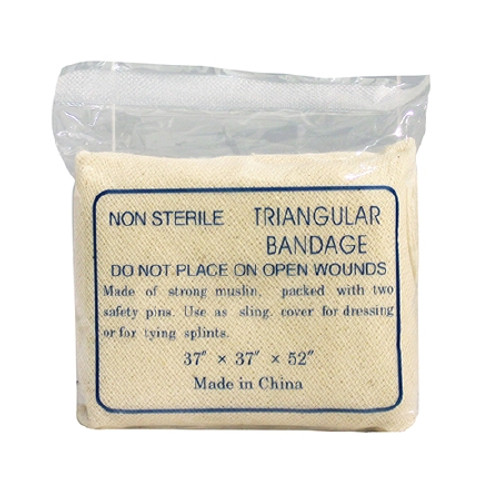 NON STERILE TRIANGULAR
BANDAGE
DO NOT PLACE ON OPEN WOUNDS
Made of strong muslin, packed with two
safety pins. Use as sling. cover for dressing
or for tying splints.
37" × 37" × 52"
Made in China